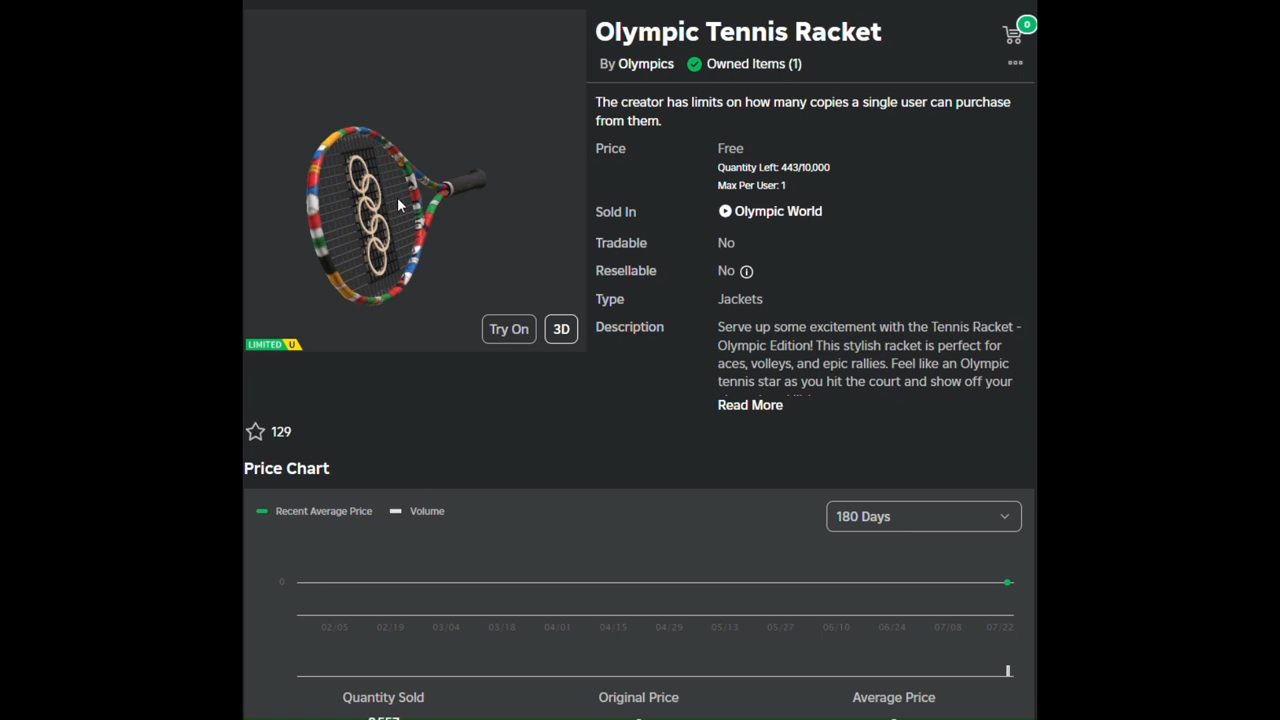 Olympic Tennis Racket
0
By Olympics Owned Items (1)
The creator has limits on how many copies a single user can purchase
from them.
Price Free
Quantity Left: 443/10,000
Max Per User: 1
Sold In Olympic World
Tradable No
Resellable No
Type Jackets
Description Serve up some excitement with the Tennis Racket -
Olympic Edition! This stylish racket is perfect for
aces, volleys, and epic rallies. Feel like an Olympic
tennis star as you hit the court and show off your
Read More
Try On 3D
LIMITED U
129
Price Chart
Recent Average Price Volume
180 Days
0
02/05 02/19 03/04 03/18 04/01 04/15 04/29 05/13 05/27 06/10 06/24 07/08 07/22
Quantity Sold Original Price Average Price